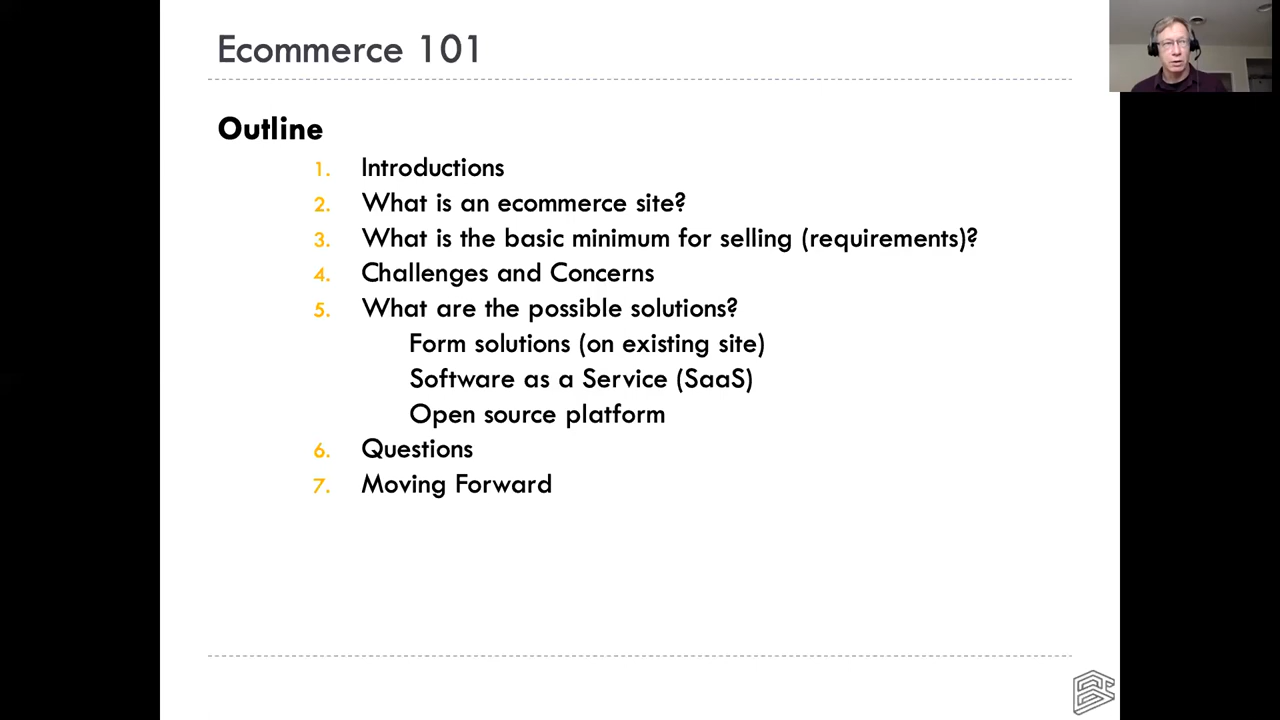 Ecommerce 101
Outline
1. Introductions
2. What is an ecommerce site?
3. What is the basic minimum for selling (requirements)?
4. Challenges and Concerns
5. What are the possible solutions?
Form solutions (on existing site)
Software as a Service (SaaS)
Open source platform
6. Questions
7. Moving Forward